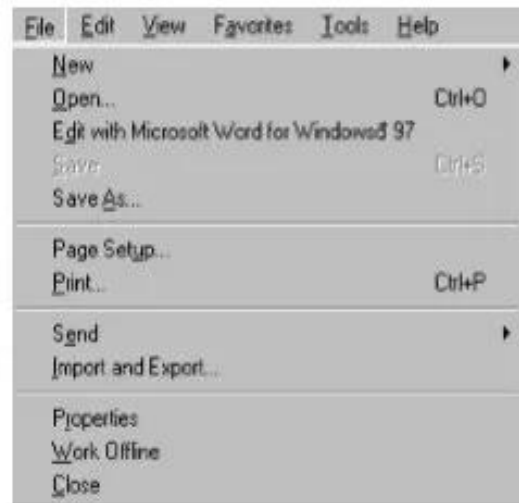 File Edit View Favorites Tools Help
New
Open... Ctrl+O
Edit with Microsoft Word for Windows® 97
Save Ctrl+S
Save As...
Page Setup...
Print... Ctrl+P
Send
Import and Export...
Properties
Work Offline
Close